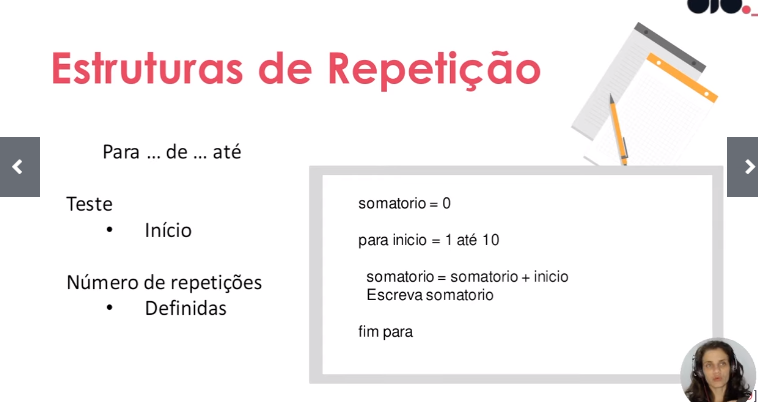 Estruturas de Repetição
Para ... de ... até
Teste
• Início
Número de repetições
• Definidas
somatorio = 0
para inicio = 1 até 10
somatorio = somatorio + inicio
Escreva somatorio
fim para